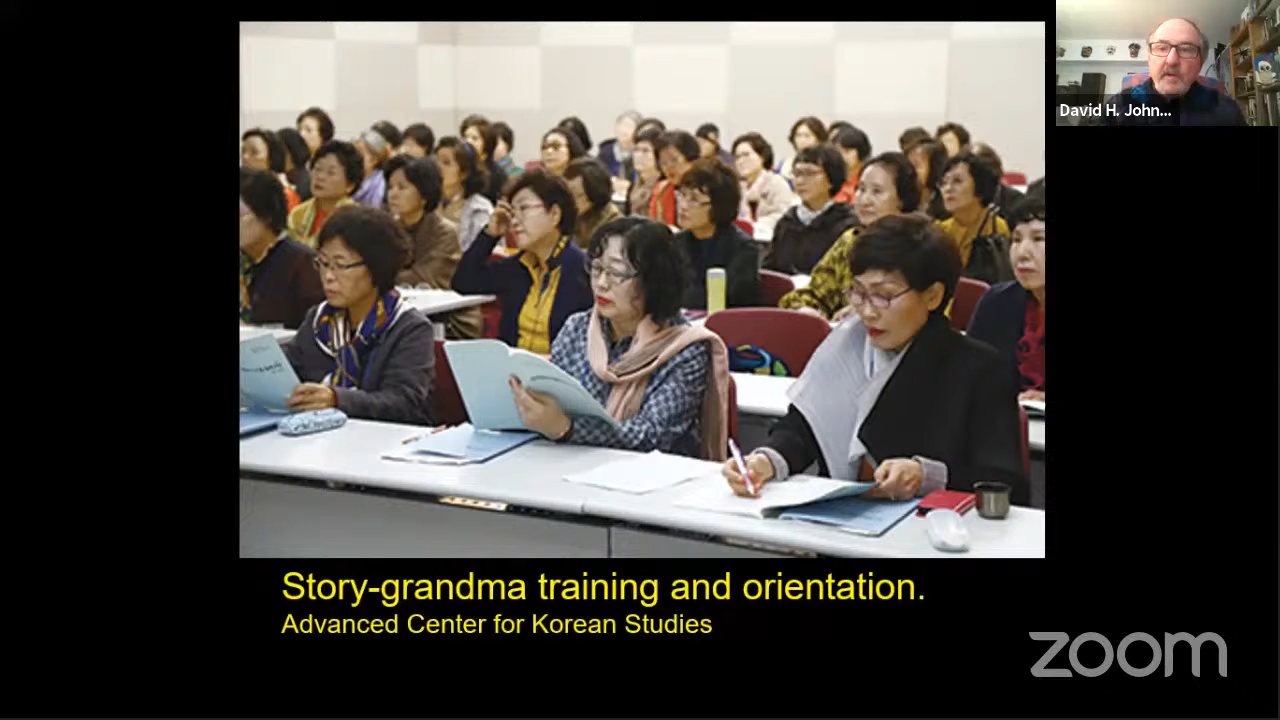 David H. John...
Story-grandma training and orientation.
Advanced Center for Korean Studies
zoom